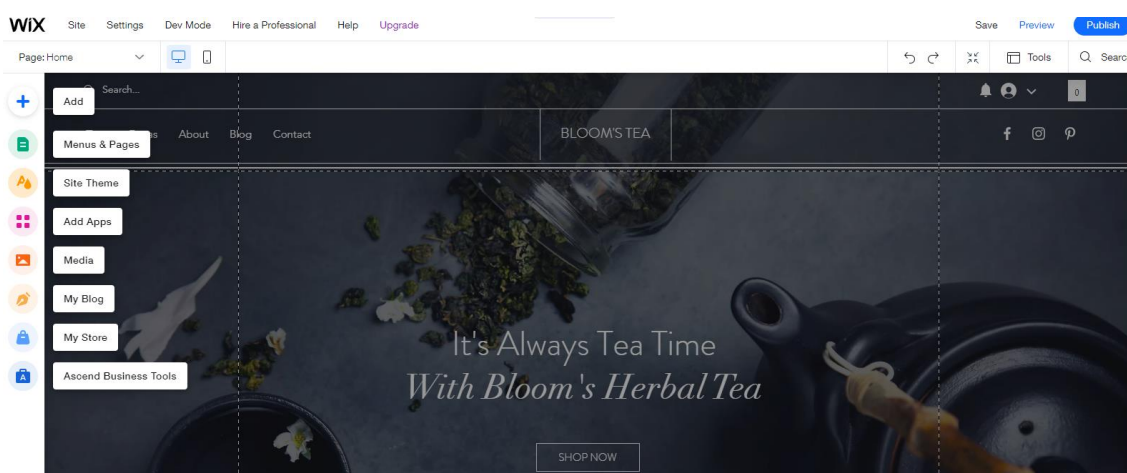 WiX Site Settings Dev Mode Hire a Professional Help Upgrade Save Preview Publish
Page: Home Tools Searc
Search...
0
Add
About Blog Contact BLOOM'S TEA
Menus & Pages
Site Theme
Add Apps
Media
My Blog
My Store
Ascend Business Tools
It's Always Tea Time
With Bloom's Herbal Tea
SHOP NOW